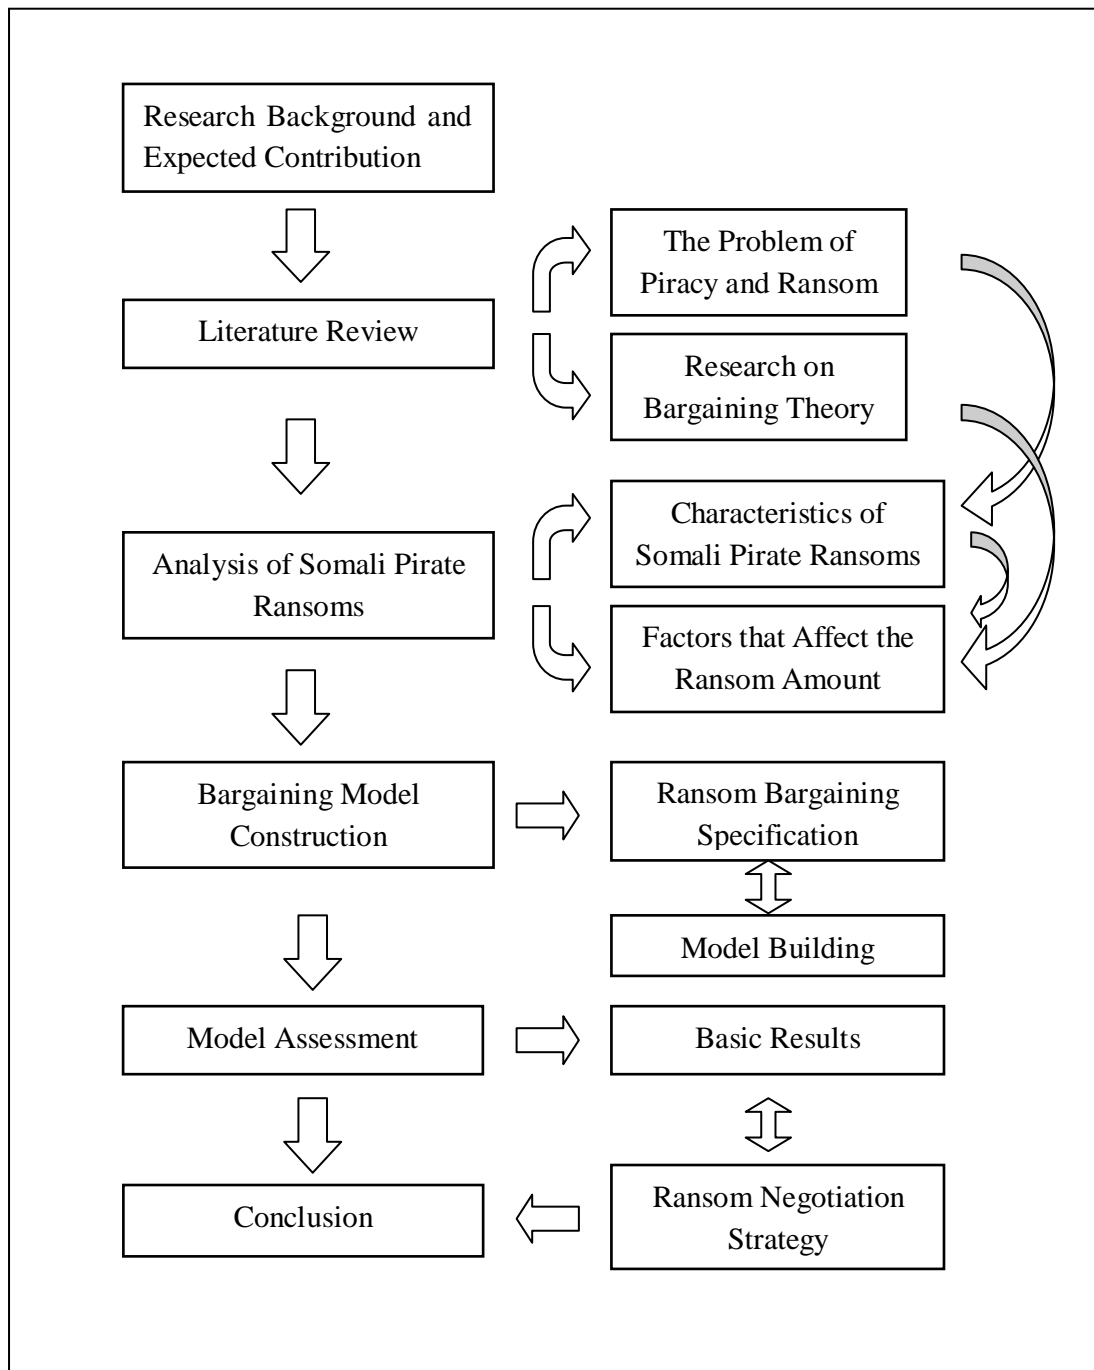 Research Background and
Expected Contribution
The Problem of
Piracy and Ransom
Literature Review
Research on
Bargaining Theory
Characteristics of
Somali Pirate Ransoms
Analysis of Somali Pirate
Ransoms
Factors that Affect the
Ransom Amount
Bargaining Model
Construction
Ransom Bargaining
Specification
Model Building
Model Assessment
Basic Results
Conclusion
Ransom Negotiation
Strategy